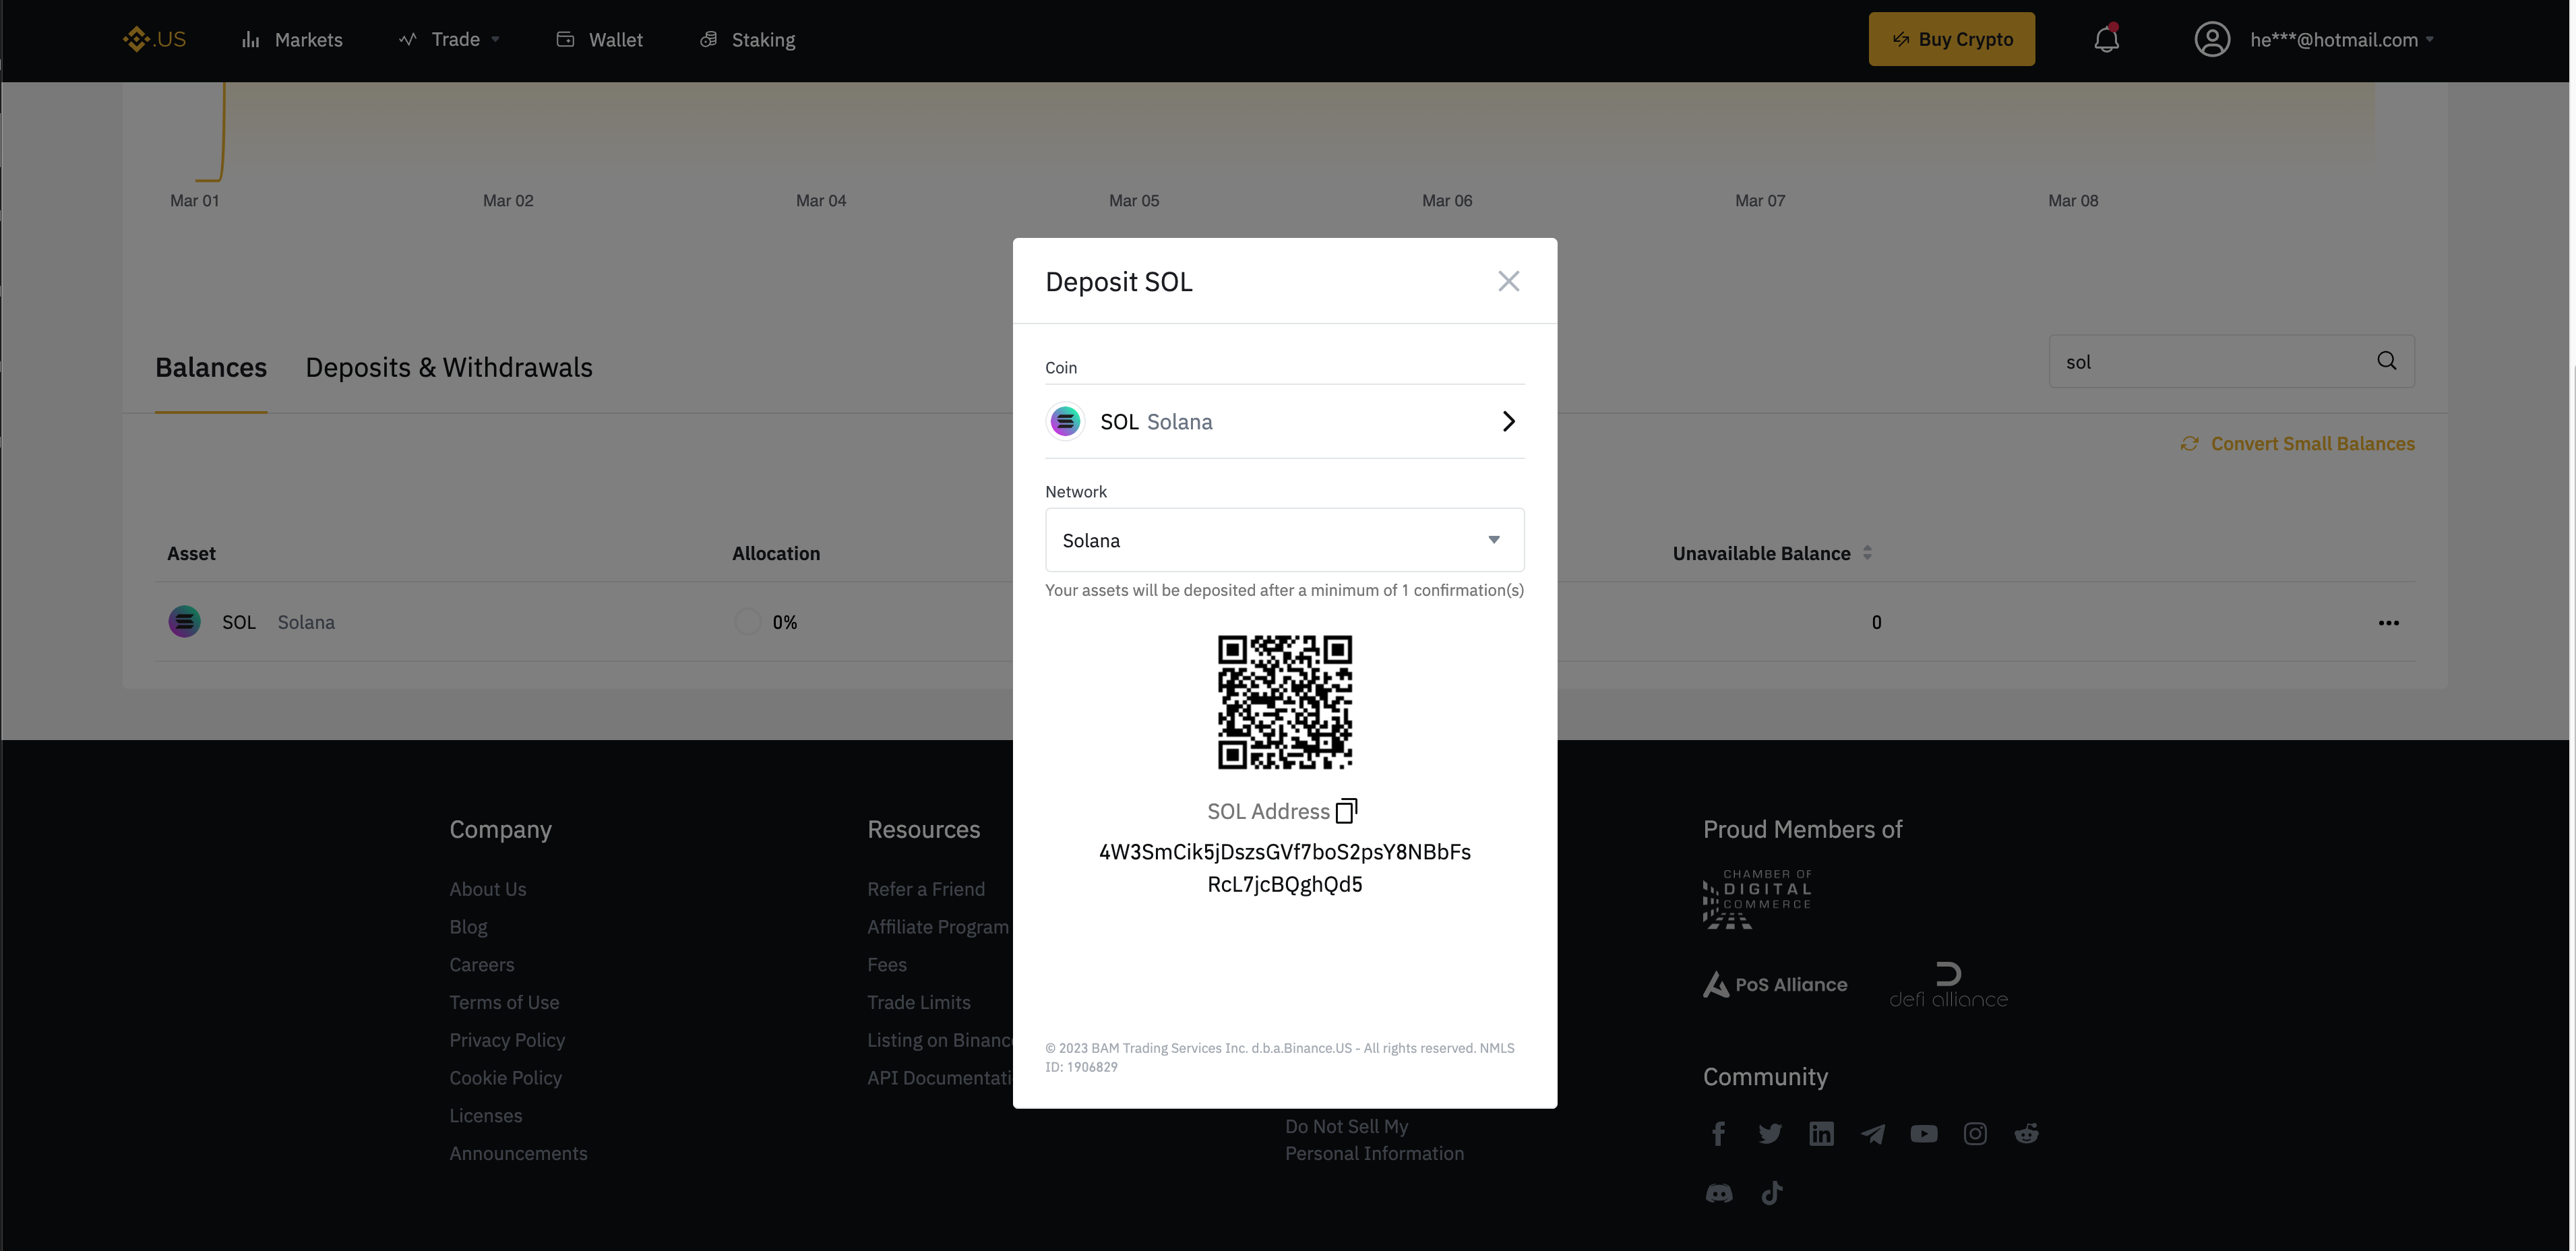 .US Markets Trade Wallet Staking Buy Crypto he***@hotmail.com
Mar 01 Mar 02 Mar 04 Mar 05 Mar 06 Mar 07 Mar 08
Balances Deposits & Withdrawals
sol
Convert Small Balances
Asset Allocation Unavailable Balance
SOL Solana 0% 0
Deposit SOL
Coin
SOL Solana
Network
Solana
Your assets will be deposited after a minimum of 1 confirmation(s)
SOL Address
4W3SmCik5jDszsGVf7boS2psY8NBbFs
RcL7jcBQghQd5
© 2023 BAM Trading Services Inc. d.b.a.Binance.US - All rights reserved. NMLS
ID: 1906829
Company
About Us
Blog
Careers
Terms of Use
Privacy Policy
Cookie Policy
Licenses
Announcements
Resources
Refer a Friend
Affiliate Program
Fees
Trade Limits
Listing on Binanc
API Documentati
Do Not Sell My
Personal Information
Proud Members of
CHAMBER OF
DIGITAL
COMMERCE
PoS Alliance
defi alliance
Community